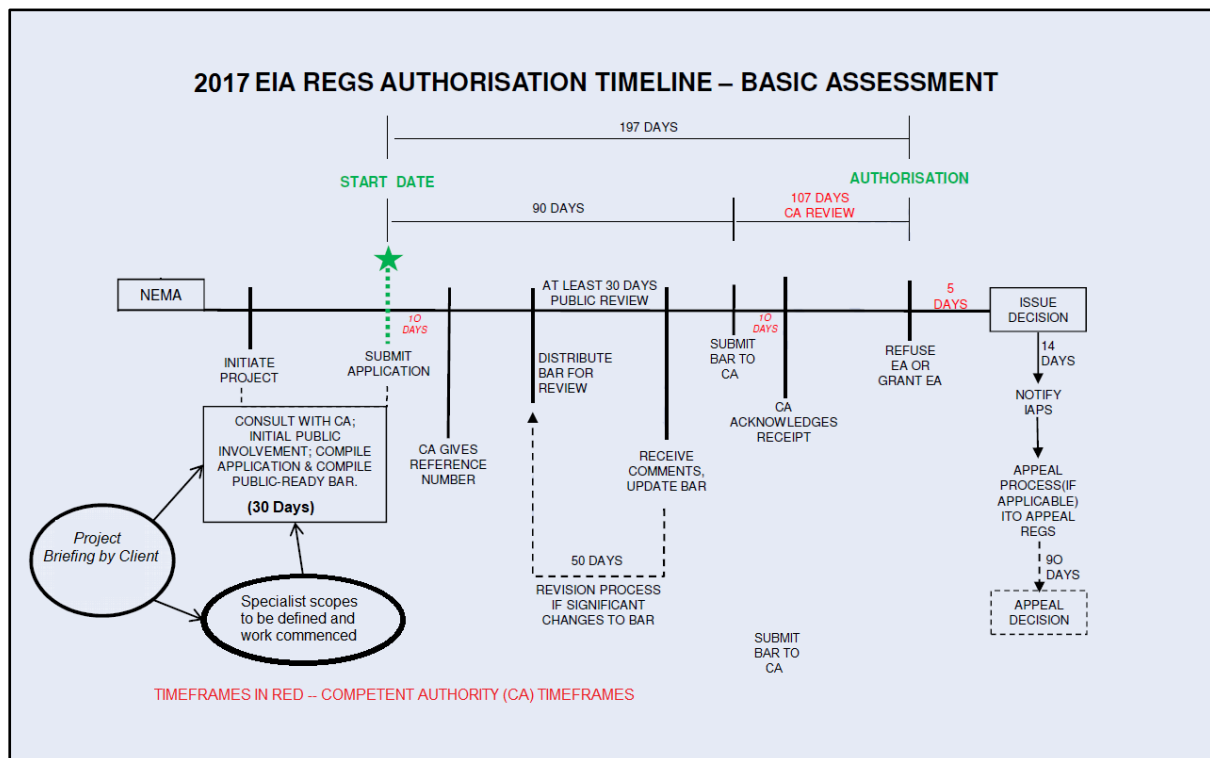 2017 EIA REGS AUTHORISATION TIMELINE – BASIC ASSESSMENT
197 DAYS
START DATE
AUTHORISATION
90 DAYS
107 DAYS
CA REVIEW
NEMA
1O
DAYS
AT LEAST 30 DAYS
PUBLIC REVIEW
1O
DAYS
5
DAYS
ISSUE
DECISION
INITIATE
PROJECT
SUBMIT
APPLICATION
DISTRIBUTE
BAR FOR
REVIEW
SUBMIT
BAR TO
CA
REFUSE
EA OR
GRANT EA
14
DAYS
NOTIFY
IAPS
CONSULT WITH CA;
INITIAL PUBLIC
INVOLVEMENT; COMPILE
APPLICATION & COMPILE
PUBLIC-READY BAR.
(30 Days)
CA GIVES
REFERENCE
NUMBER
RECEIVE
COMMENTS,
UPDATE BAR
CA
ACKNOWLEDGES
RECEIPT
APPEAL
PROCESS(IF
APPLICABLE)
ITO APPEAL
REGS
Project
Briefing by Client
50 DAYS
REVISION PROCESS
IF SIGNIFICANT
CHANGES TO BAR
9O
DAYS
APPEAL
DECISION
Specialist scopes
to be defined and
work commenced
SUBMIT
BAR TO
CA
TIMEFRAMES IN RED -- COMPETENT AUTHORITY (CA) TIMEFRAMES